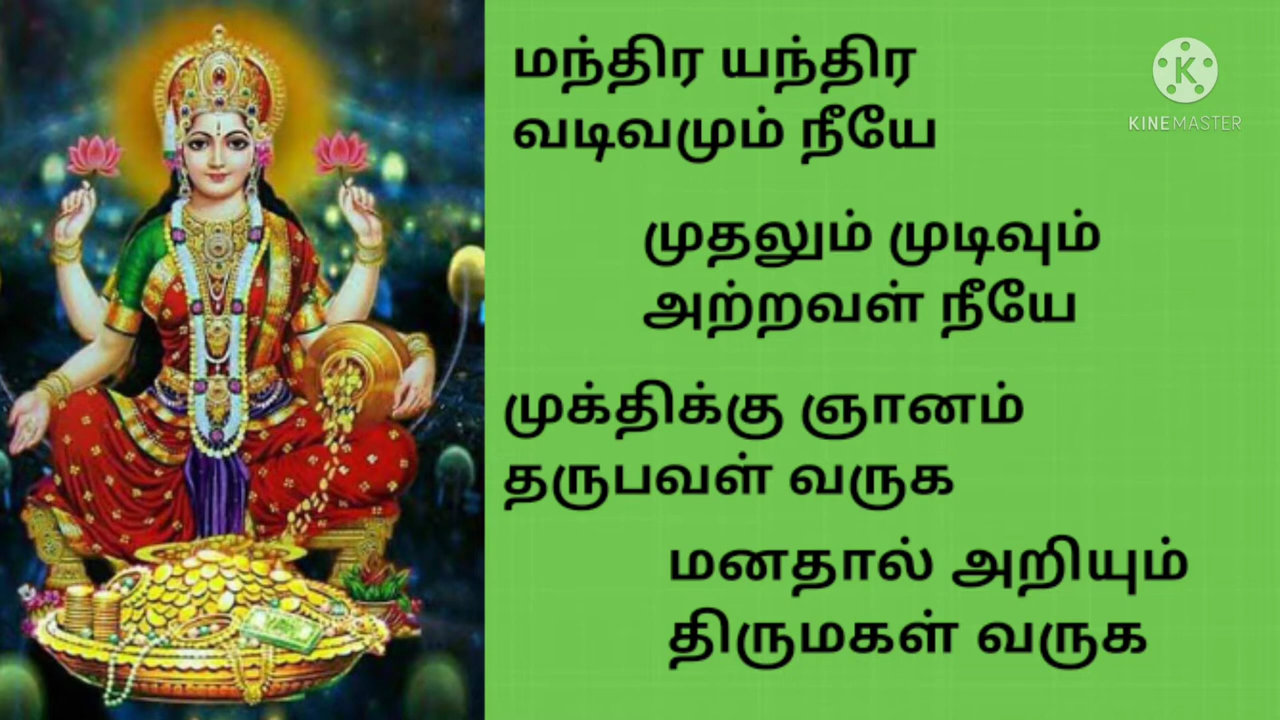 மந்திர யந்திர
வடிவமும் நீயே
முதலும் முடிவும்
அற்றவள் நீயே
முக்திக்கு ஞானம்
தருபவள் வருக
மனதால் அறியும்
திருமகள் வருக
K
KINEMASTER